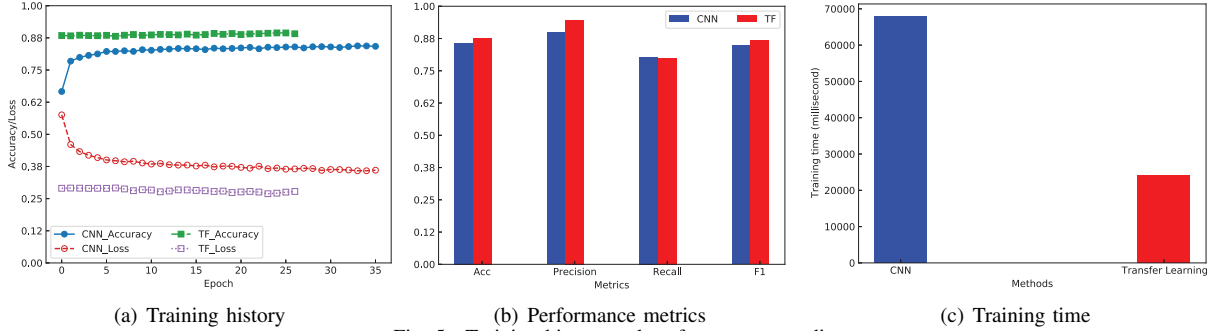 1.00
0.88
0.75
0.62
0.50
0.38
0.25
0.12
0.00
Accuracy/Loss
CNN_Accuracy
CNN_Loss
TF_Accuracy
TF_Loss
0 5 10 15 20 25 30 35
Epoch
(a) Training history
1.00
0.88
0.75
0.62
0.50
0.38
0.25
0.12
0.00
CNN TF
Acc Precision Recall F1
Metrics
(b) Performance metrics
70000
60000
50000
40000
30000
20000
10000
0
Training time (millisecond)
CNN Transfer Learning
Methods
(c) Training time